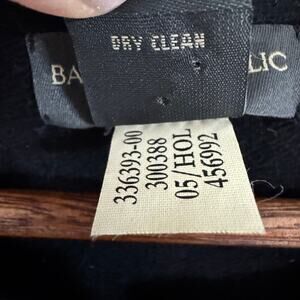 DRY CLEAN
BA LIC
336393-00
300388
05/HOL
456992